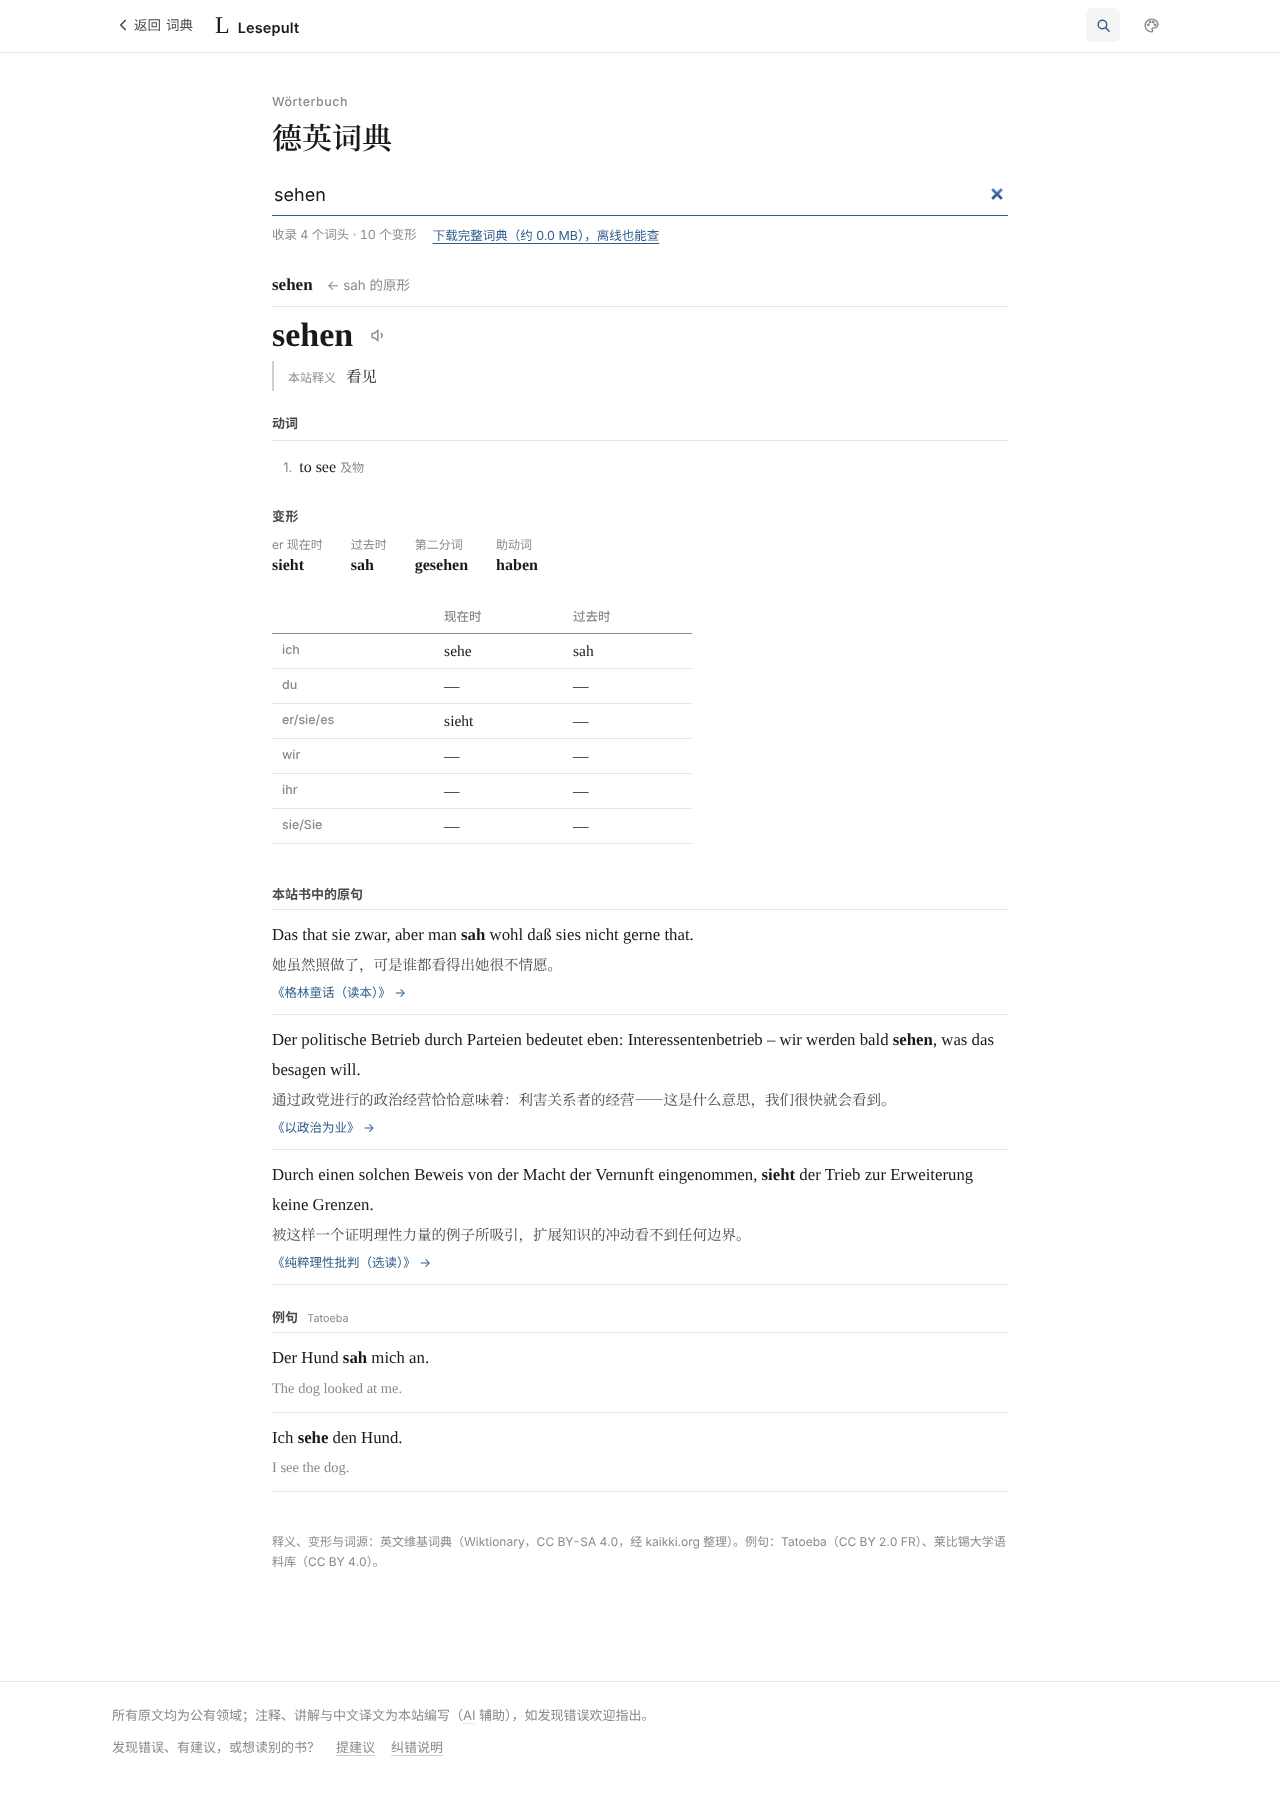 返回 词典 L Lesepult
Wörterbuch
德英词典
sehen
收录 4 个词头 · 10 个变形 下载完整词典（约 0.0 MB），离线也能查
sehen ← sah 的原形
sehen
本站释义 看见
动词
1. to see 及物
变形
er 现在时 过去时 第二分词 助动词
sieht sah gesehen haben
现在时 过去时
ich sehe sah
du — —
er/sie/es sieht —
wir — —
ihr — —
sie/Sie — —
本站书中的原句
Das that sie zwar, aber man sah wohl daß sies nicht gerne that.
她虽然照做了，可是谁都看得出她很不情愿。
《格林童话（读本）》 →
Der politische Betrieb durch Parteien bedeutet eben: Interessentenbetrieb – wir werden bald sehen, was das
besagen will.
通过政党进行的政治经营恰恰意味着：利害关系者的经营——这是什么意思，我们很快就会看到。
《以政治为业》 →
Durch einen solchen Beweis von der Macht der Vernunft eingenommen, sieht der Trieb zur Erweiterung
keine Grenzen.
被这样一个证明理性力量的例子所吸引，扩展知识的冲动看不到任何边界。
《纯粹理性批判（选读）》 →
例句 Tatoeba
Der Hund sah mich an.
The dog looked at me.
Ich sehe den Hund.
I see the dog.
释义、变形与词源：英文维基词典（Wiktionary，CC BY-SA 4.0，经 kaikki.org 整理）。例句：Tatoeba（CC BY 2.0 FR）、莱比锡大学语
料库（CC BY 4.0）。
所有原文均为公有领域；注释、讲解与中文译文为本站编写（AI 辅助），如发现错误欢迎指出。
发现错误、有建议，或想读别的书？ 提建议 纠错说明